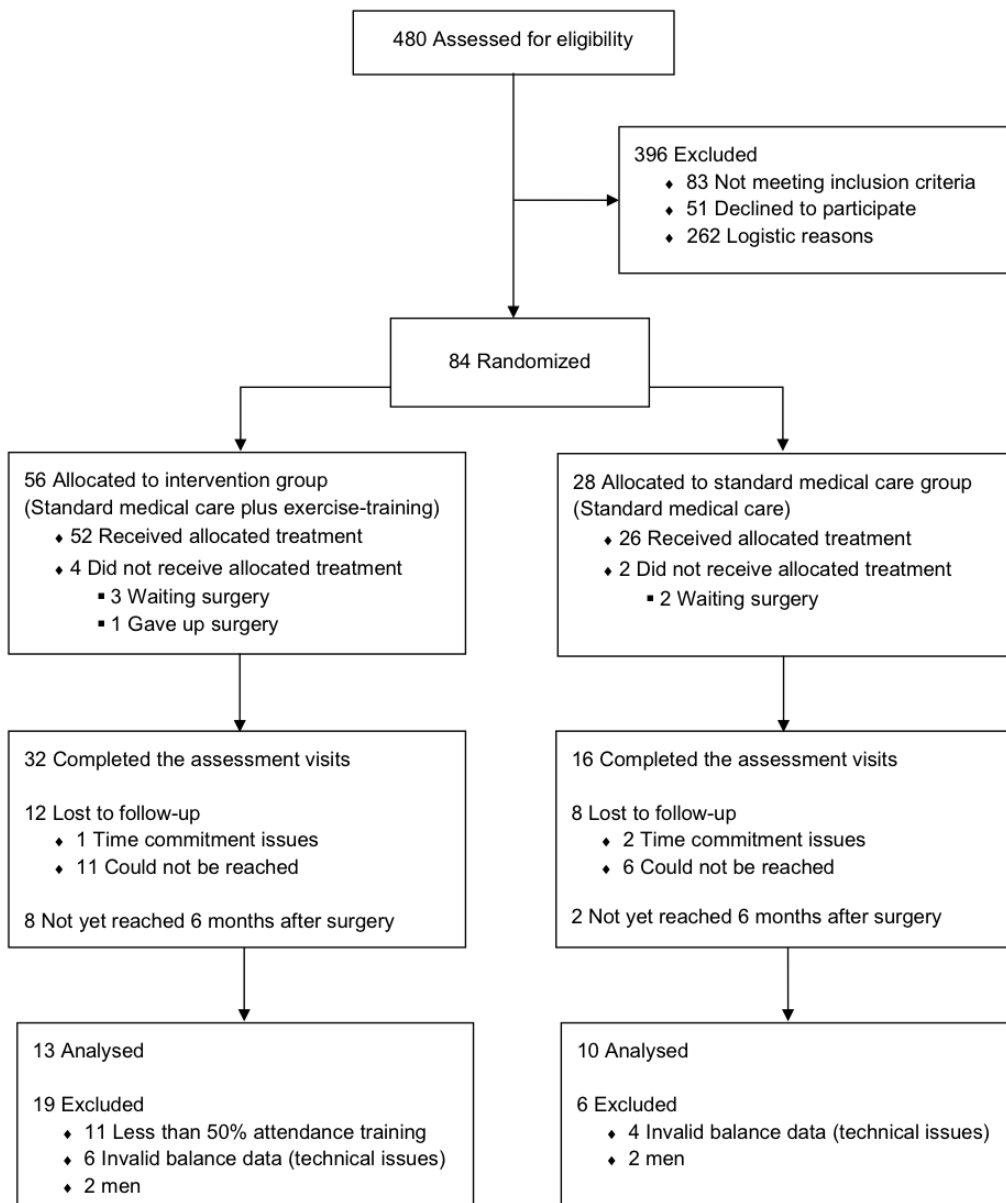 480 Assessed for eligibility
396 Excluded
⬧ 83 Not meeting inclusion criteria
⬧ 51 Declined to participate
⬧ 262 Logistic reasons
84 Randomized
56 Allocated to intervention group
(Standard medical care plus exercise-training)
⬧ 52 Received allocated treatment
⬧ 4 Did not receive allocated treatment
▪ 3 Waiting surgery
▪ 1 Gave up surgery
28 Allocated to standard medical care group
(Standard medical care)
⬧ 26 Received allocated treatment
⬧ 2 Did not receive allocated treatment
▪ 2 Waiting surgery
32 Completed the assessment visits
12 Lost to follow-up
⬧ 1 Time commitment issues
⬧ 11 Could not be reached
8 Not yet reached 6 months after surgery
16 Completed the assessment visits
8 Lost to follow-up
⬧ 2 Time commitment issues
⬧ 6 Could not be reached
2 Not yet reached 6 months after surgery
13 Analysed
19 Excluded
⬧ 11 Less than 50% attendance training
⬧ 6 Invalid balance data (technical issues)
⬧ 2 men
10 Analysed
6 Excluded
⬧ 4 Invalid balance data (technical issues)
⬧ 2 men